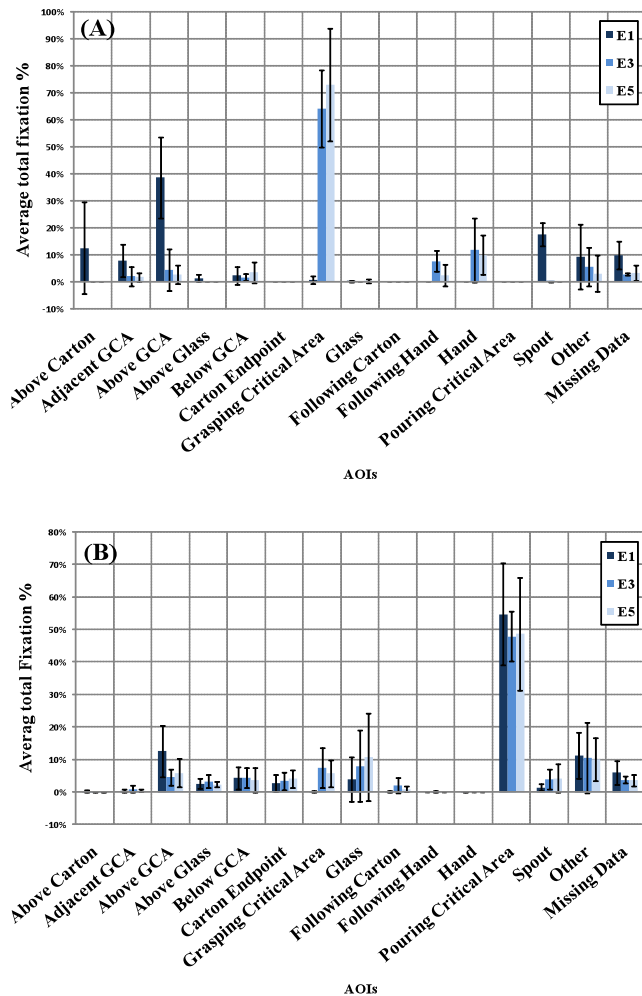 (A)
Average total fixation %
100%
90%
80%
70%
60%
50%
40%
30%
20%
10%
0%
-10%
E1
E3
E5
Above Carton
Adjacent GCA
Above GCA
Above Glass
Below GCA
Carton Endpoint
Grasping Critical Area
Glass
Following Carton
Following Hand
Hand
Pouring Critical Area
Spout
Other
Missing Data
AOIs
(B)
Averag total Fixation %
80%
70%
60%
50%
40%
30%
20%
10%
0%
-10%
E1
E3
E5
Above Carton
Adjacent GCA
Above GCA
Above Glass
Below GCA
Carton Endpoint
Grasping Critical Area
Glass
Following Carton
Following Hand
Hand
Pouring Critical Area
Spout
Other
Missing Data
AOIs